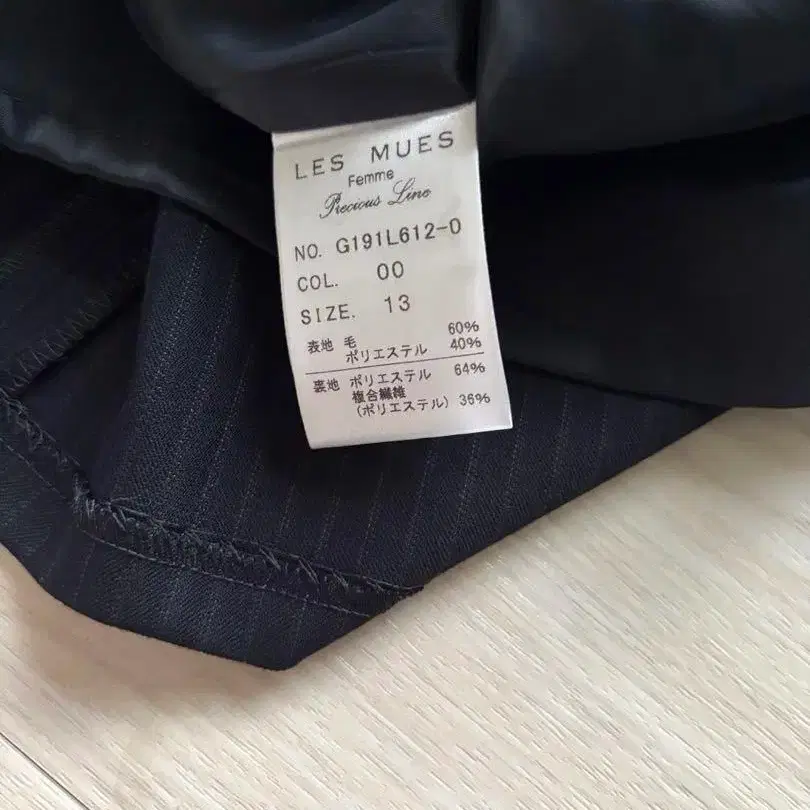 LES MUES
Femme
Precious Line
NO. G191L612-0
COL. 00
SIZE. 13
表地 毛 60%
ポリエステル 40%
裏地 ポリエステル 64%
複合繊維
(ポリエステル) 36%